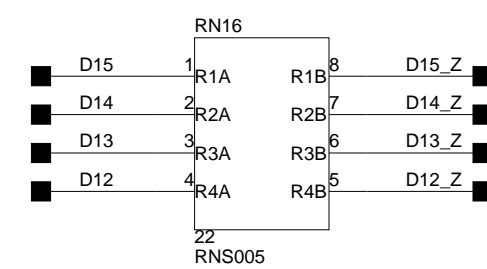 RN16
D15 1 R1A R1B 8 D15_Z
D14 2 R2A R2B 7 D14_Z
D13 3 R3A R3B 6 D13_Z
D12 4 R4A R4B 5 D12_Z
22
RNS005